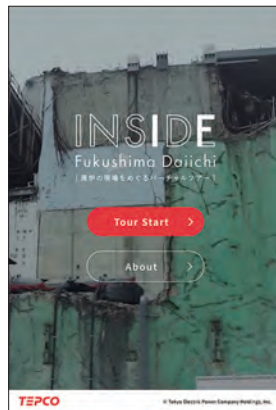 INSIDE
Fukushima Daiichi
[ 廃炉の現場をめぐるバーチャルツアー ]
Tour Start
About
TEPCO
© Tokyo Electric Power Company Holdings, Inc.